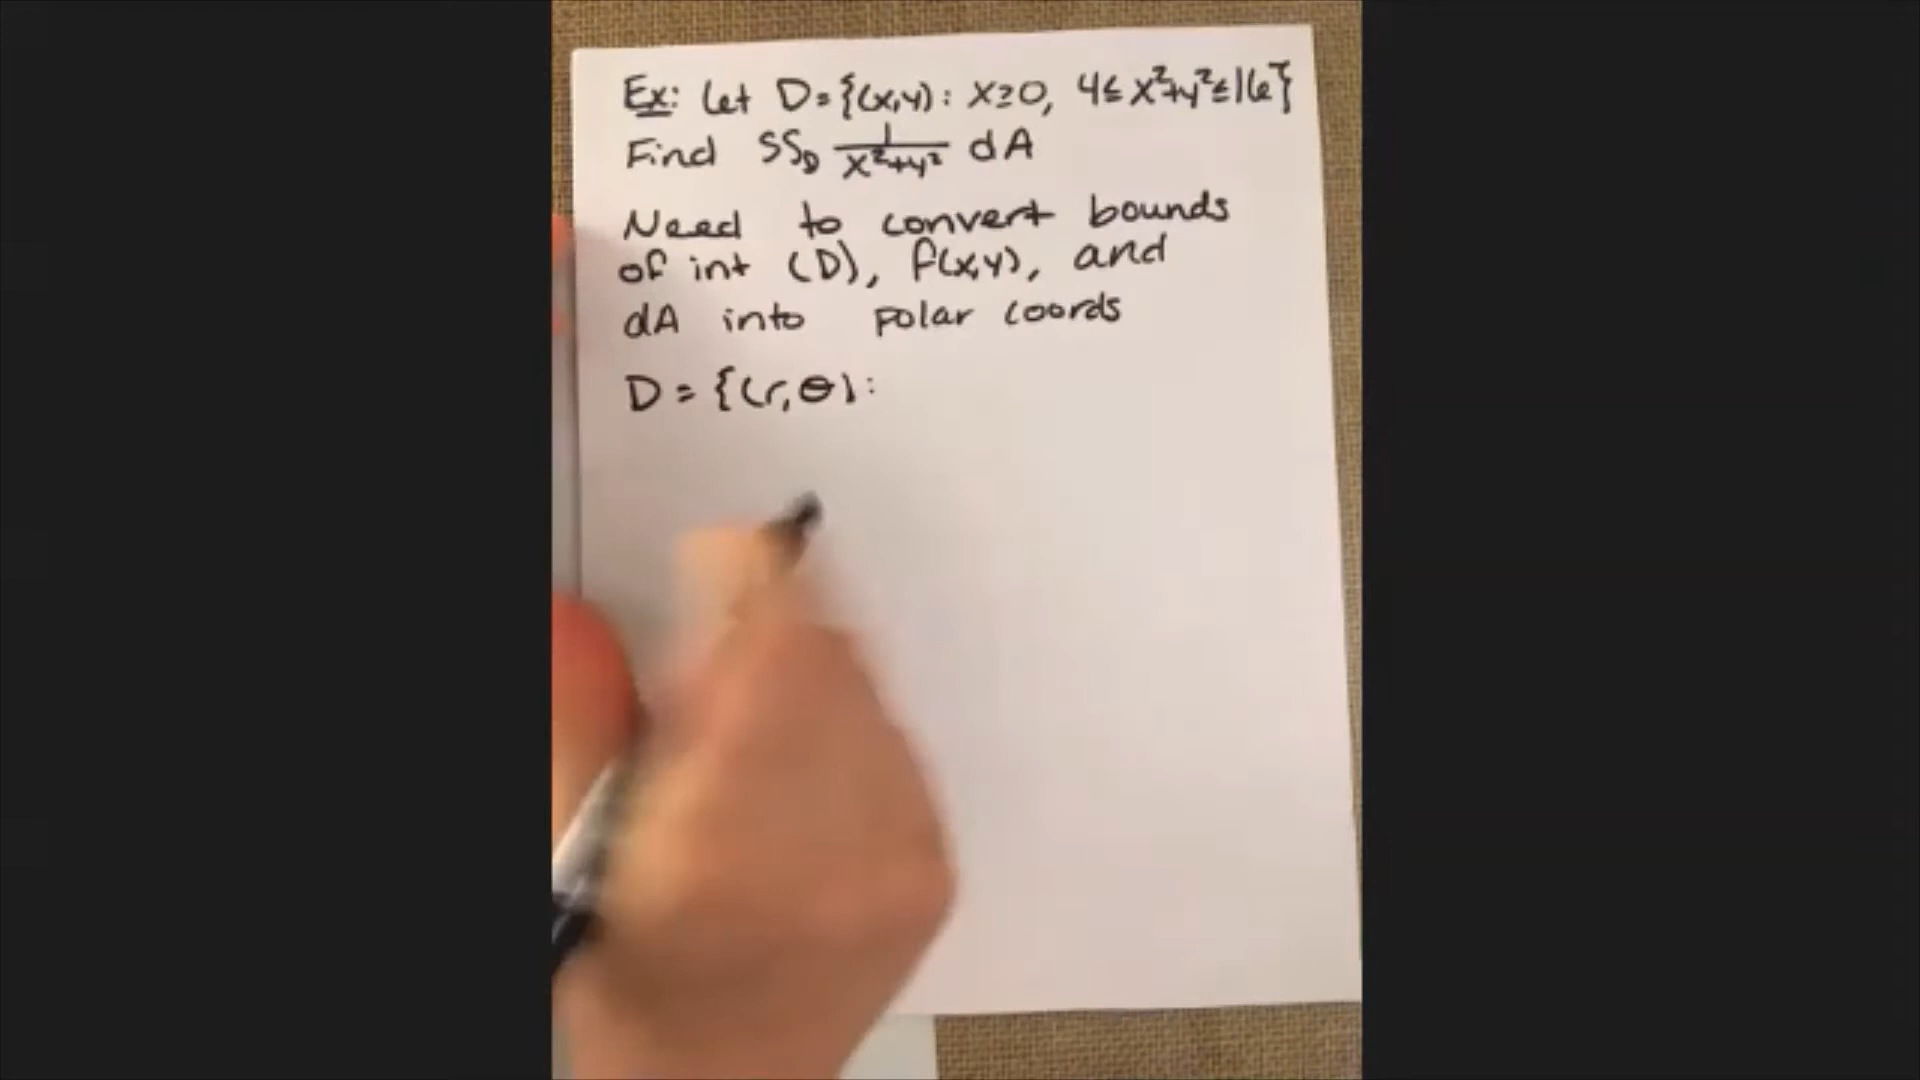 Ex: Let D={(x,y): x≥0, 4≤x²+y²≤16}
Find ∫∫_D 1/(x²+y²) dA
Need to convert bounds
of int (D), f(x,y), and
dA into polar coords
D={(r,θ):